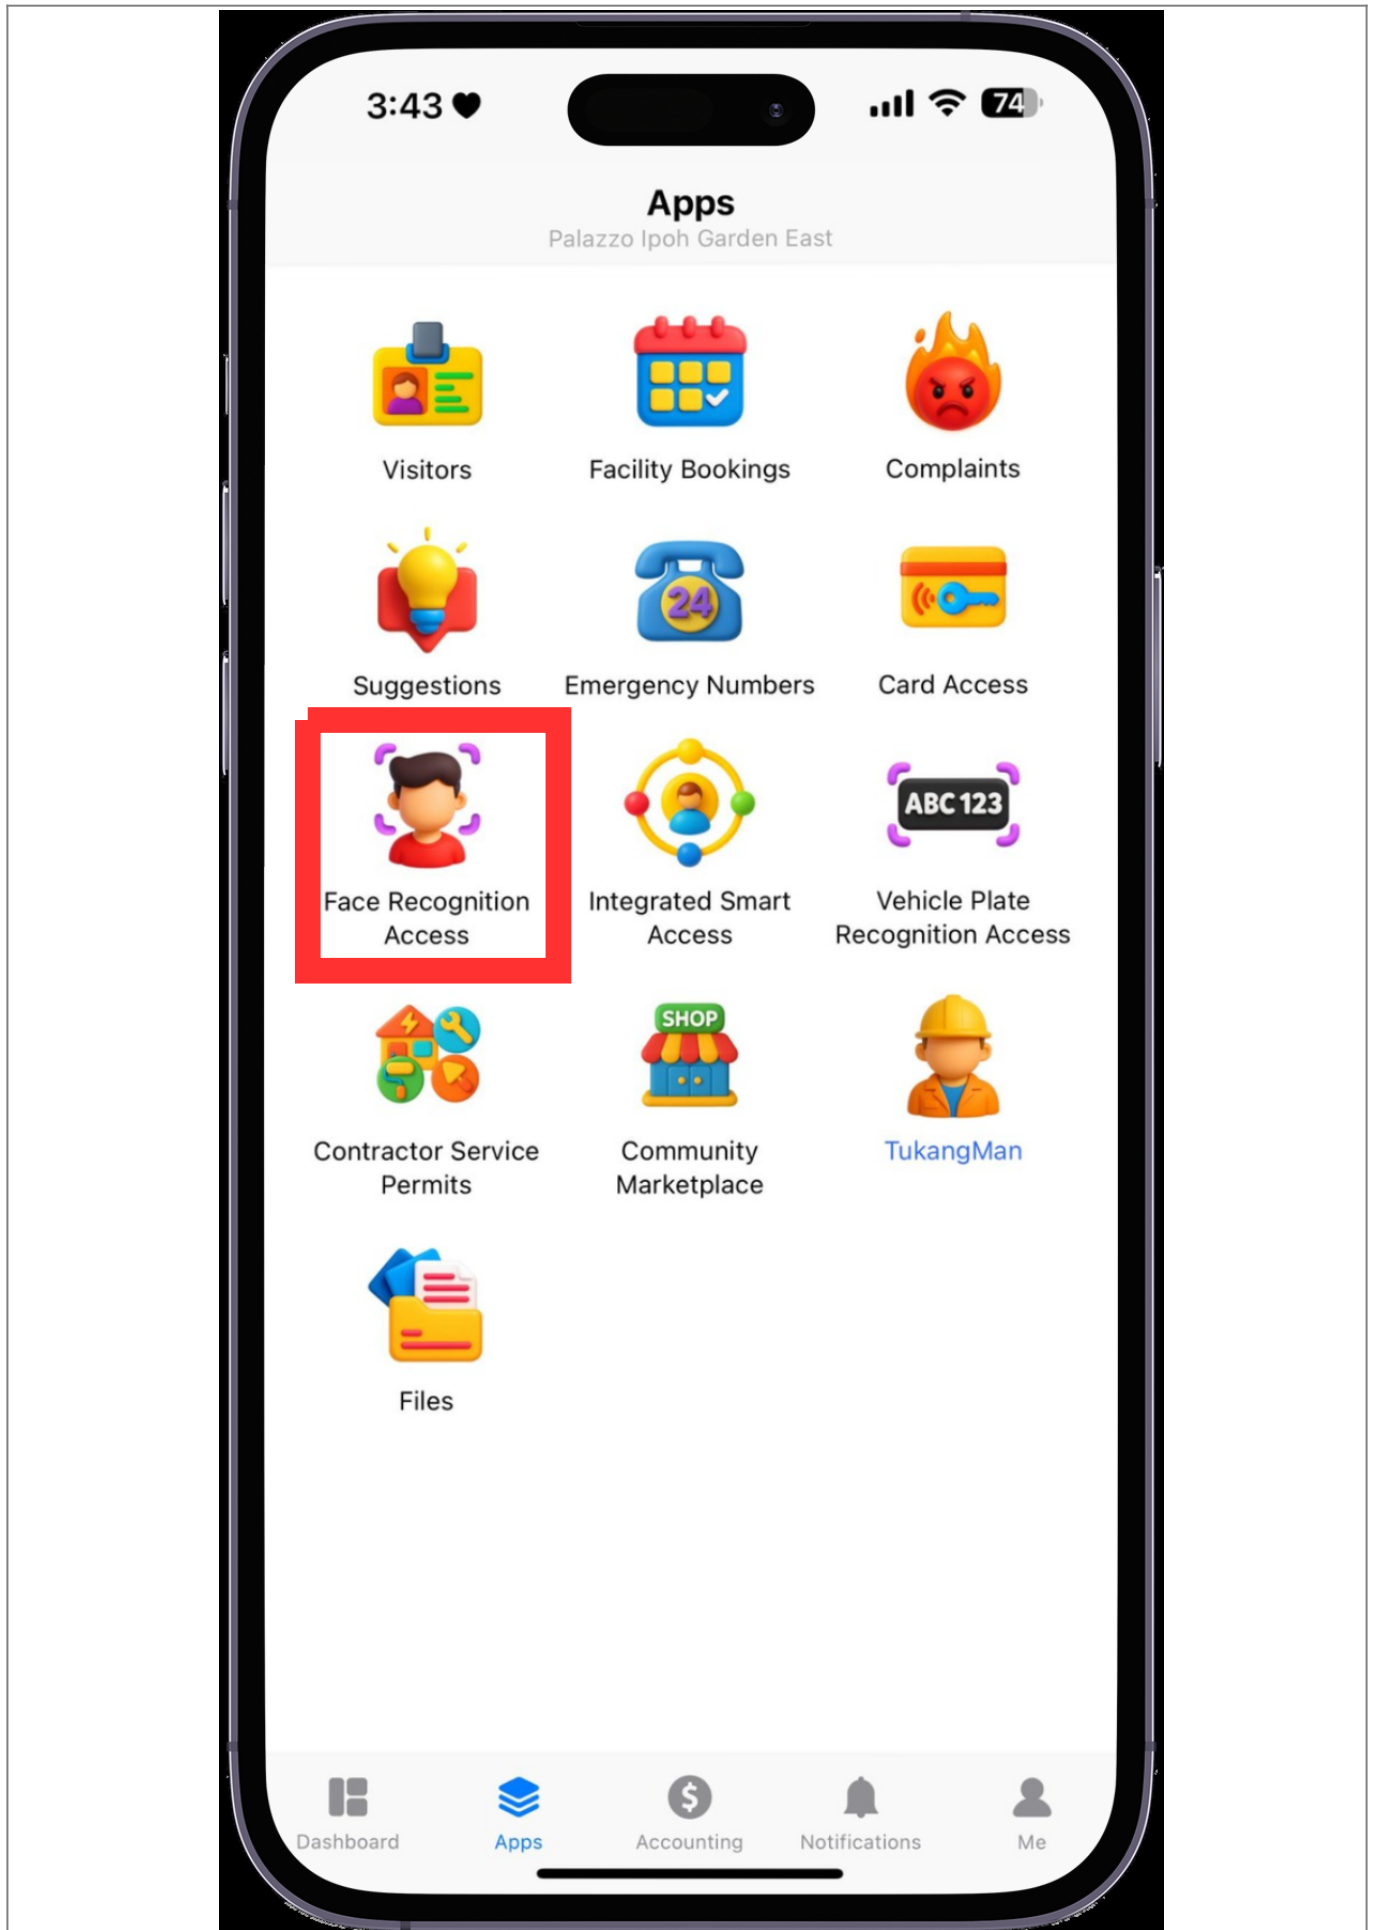 3:43
74
Apps
Palazzo Ipoh Garden East
Visitors
Facility Bookings
Complaints
24
Suggestions
Emergency Numbers
Card Access
ABC 123
Face Recognition
Access
Integrated Smart
Access
Vehicle Plate
Recognition Access
SHOP
Contractor Service
Permits
Community
Marketplace
TukangMan
Files
$
Dashboard
Apps
Accounting
Notifications
Me